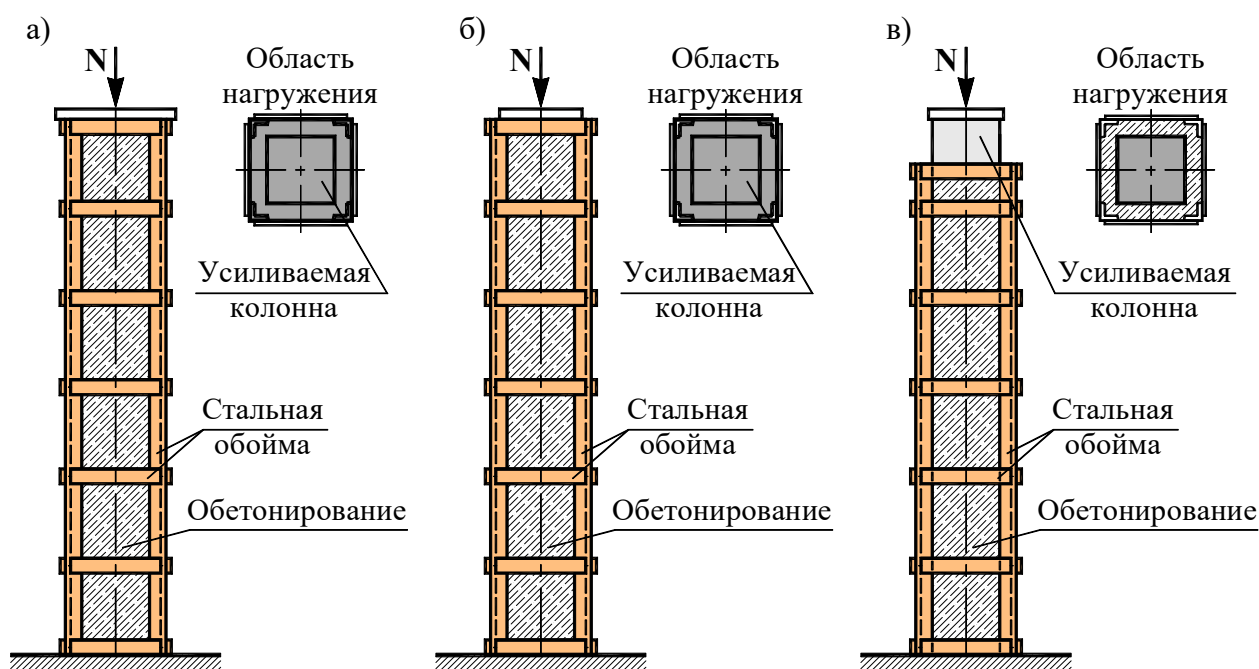 а)
N
Область
нагружения
Усиливаемая
колонна
Стальная
обойма
Обетонирование
б)
N
Область
нагружения
Усиливаемая
колонна
Стальная
обойма
Обетонирование
в)
N
Область
нагружения
Усиливаемая
колонна
Стальная
обойма
Обетонирование